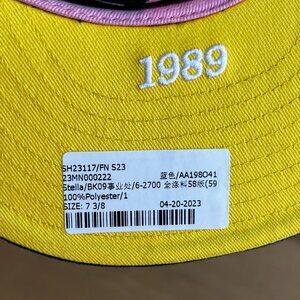 1989
SH23117/FN S23
23MN000222 蓝色/AA198O41
Stella/BK09事业处/6-2700 全涤料58版(59
100%Polyester/1
SIZE: 7 3/8 04-20-2023